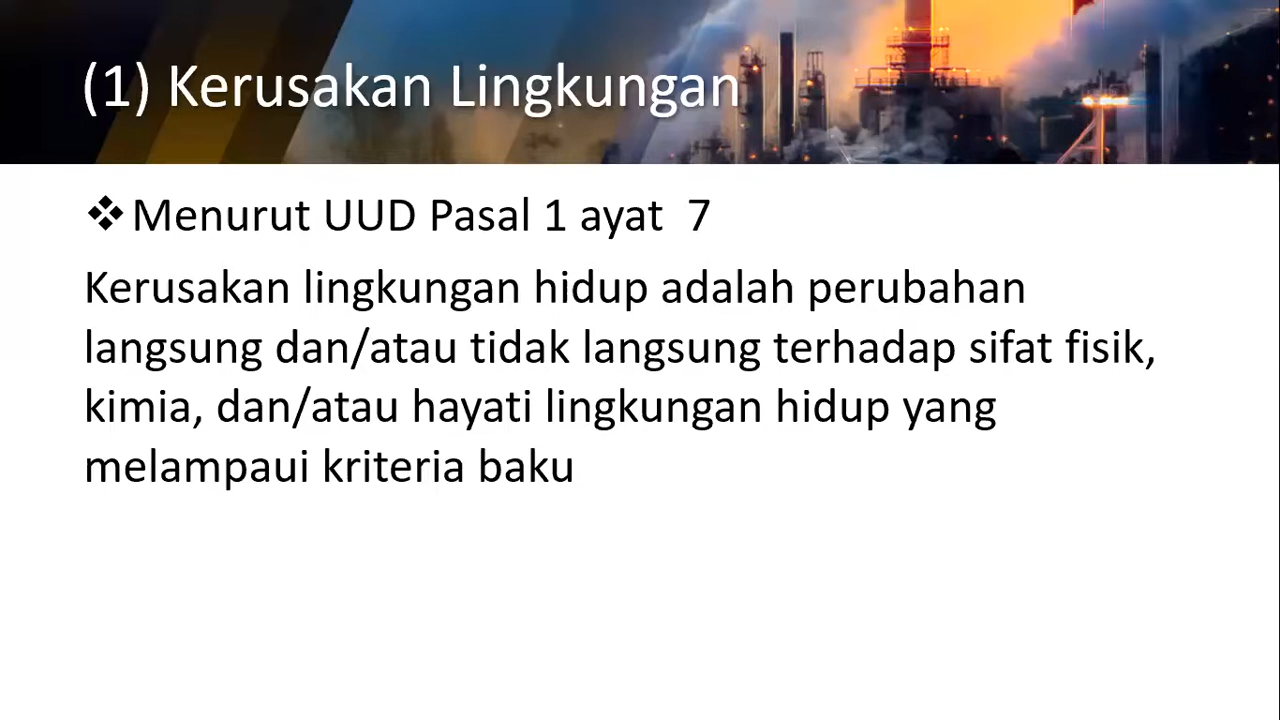 (1) Kerusakan Lingkungan
❖Menurut UUD Pasal 1 ayat  7
Kerusakan lingkungan hidup adalah perubahan
langsung dan/atau tidak langsung terhadap sifat fisik,
kimia, dan/atau hayati lingkungan hidup yang
melampaui kriteria baku